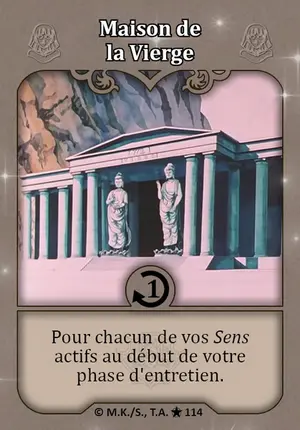 Maison de
la Vierge
1
Pour chacun de vos Sens
actifs au début de votre
phase d'entretien.
© M.K./S., T.A. ★ 114